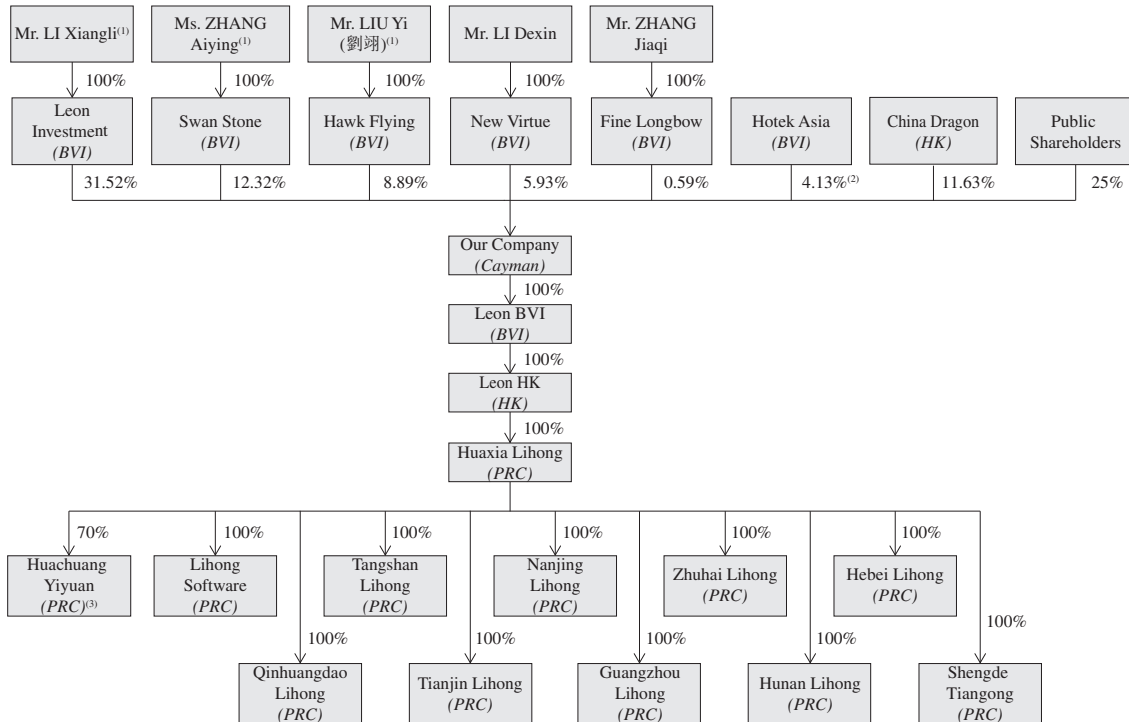 Mr. LI Xiangli(1)
Ms. ZHANG
Aiying(1)
Mr. LIU Yi
(劉翊)(1)
Mr. LI Dexin
Mr. ZHANG
Jiaqi
100%
100%
100%
100%
100%
Leon
Investment
(BVI)
Swan Stone
(BVI)
Hawk Flying
(BVI)
New Virtue
(BVI)
Fine Longbow
(BVI)
Hotek Asia
(BVI)
China Dragon
(HK)
Public
Shareholders
31.52%
12.32%
8.89%
5.93%
0.59%
4.13%(2)
11.63%
25%
Our Company
(Cayman)
100%
Leon BVI
(BVI)
100%
Leon HK
(HK)
100%
Huaxia Lihong
(PRC)
70%
100%
100%
100%
100%
100%
Huachuang
Yiyuan
(PRC)(3)
Lihong
Software
(PRC)
Tangshan
Lihong
(PRC)
Nanjing
Lihong
(PRC)
Zhuhai Lihong
(PRC)
Hebei Lihong
(PRC)
100%
100%
100%
100%
100%
Qinhuangdao
Lihong
(PRC)
Tianjin Lihong
(PRC)
Guangzhou
Lihong
(PRC)
Hunan Lihong
(PRC)
Shengde
Tiangong
(PRC)